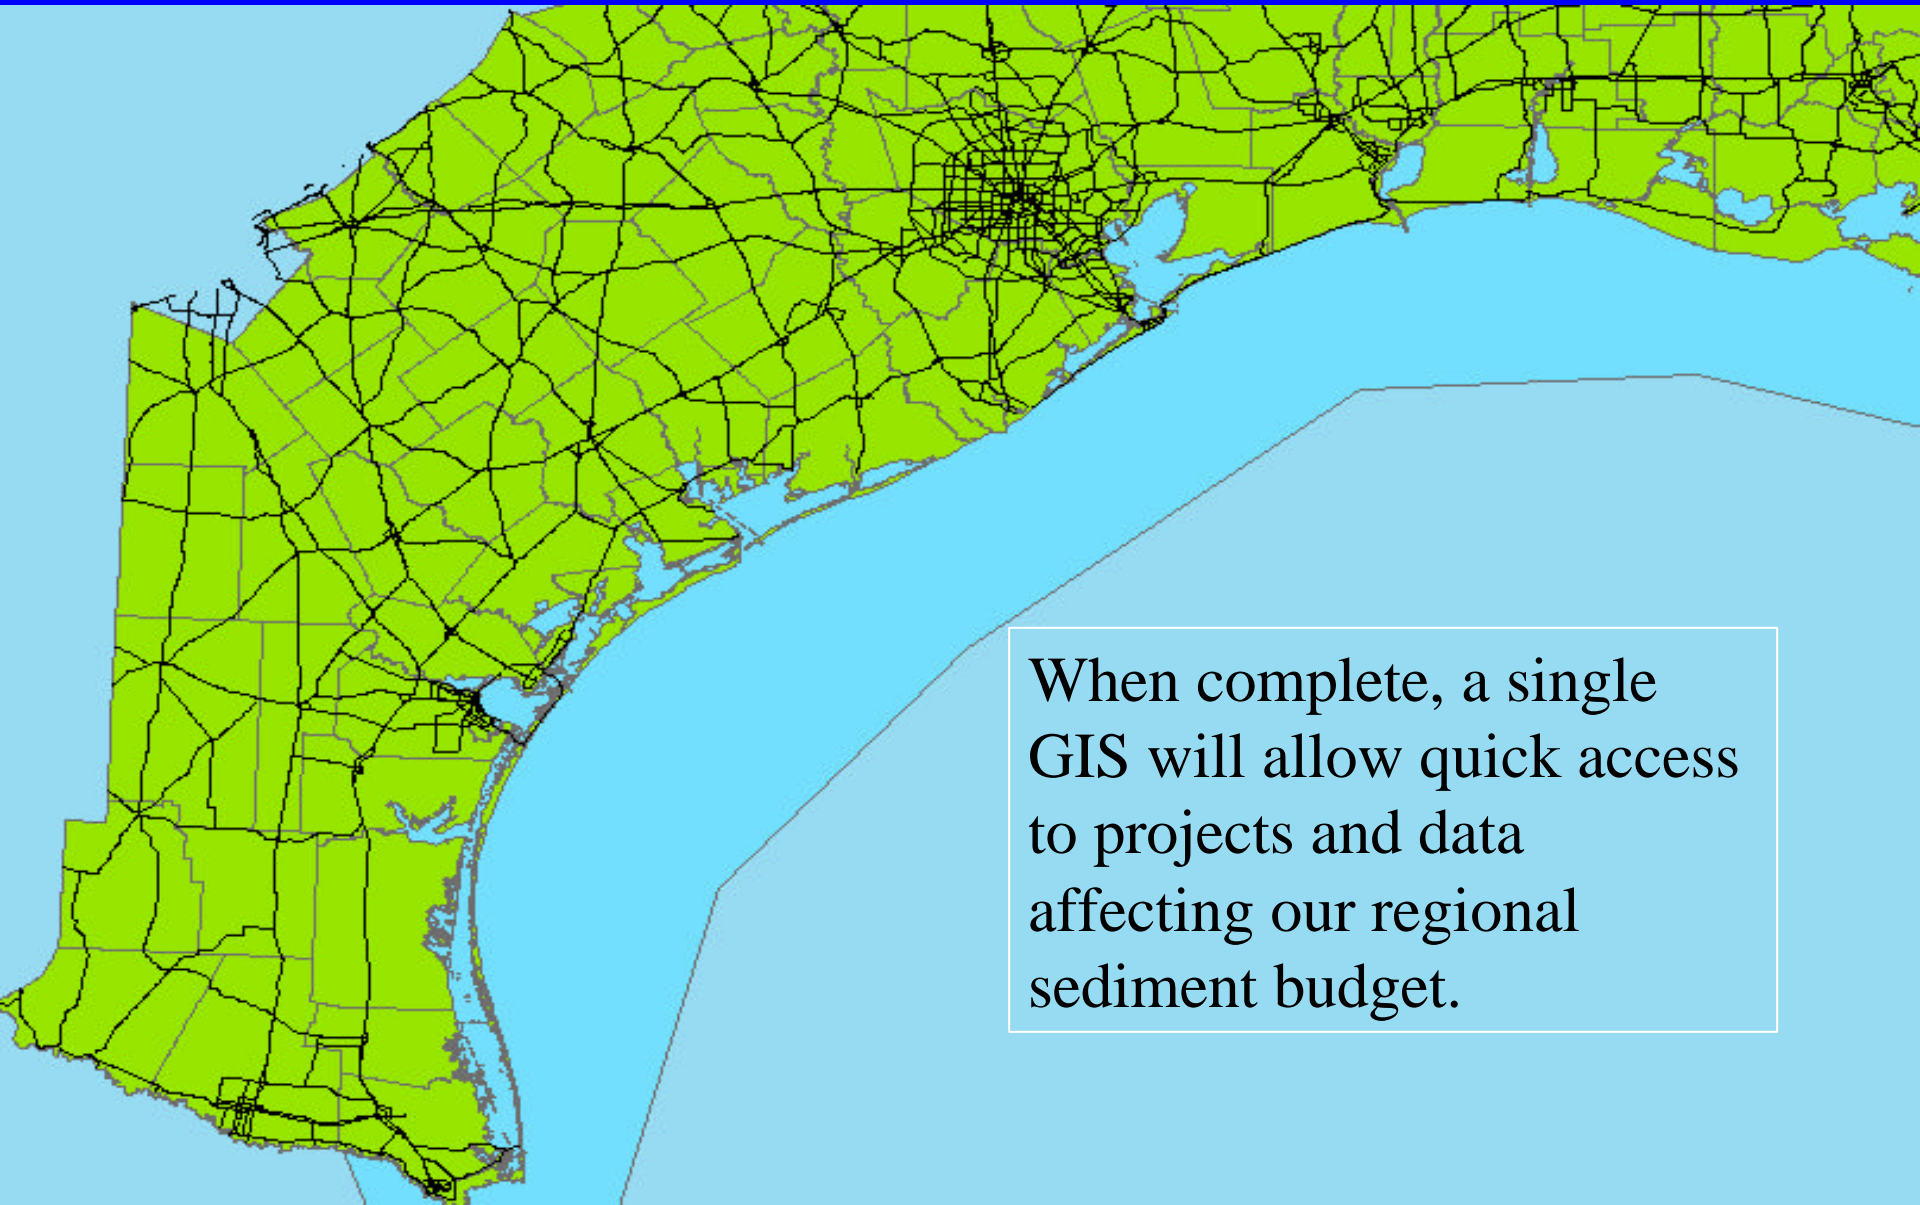 When complete, a single
GIS will allow quick access
to projects and data
affecting our regional
sediment budget.